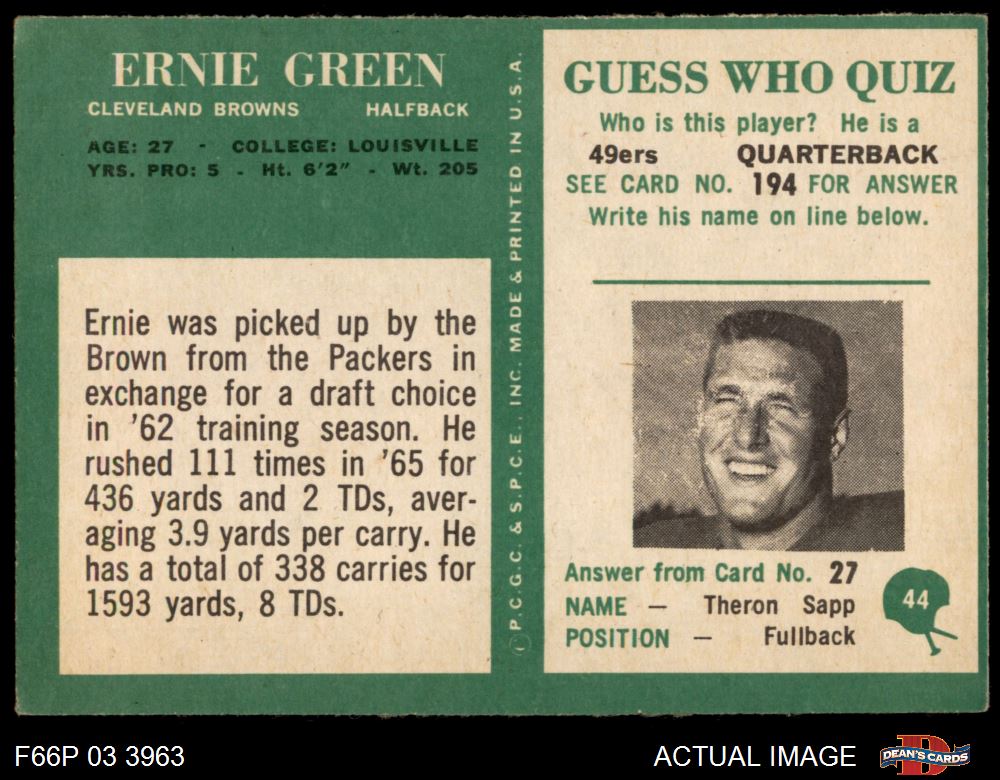 ERNIE GREEN
CLEVELAND BROWNS HALFBACK
AGE: 27 - COLLEGE: LOUISVILLE
YRS. PRO: 5 - Ht. 6'2" - Wt. 205
Ernie was picked up by the
Brown from the Packers in
exchange for a draft choice
in '62 training season. He
rushed 111 times in '65 for
436 yards and 2 TDs, aver-
aging 3.9 yards per carry. He
has a total of 338 carries for
1593 yards, 8 TDs.
Ⓒ P.C.G.C. & S.P.C.E., INC. MADE & PRINTED IN U.S.A.
GUESS WHO QUIZ
Who is this player? He is a
49ers QUARTERBACK
SEE CARD NO. 194 FOR ANSWER
Write his name on line below.
Answer from Card No. 27
NAME — Theron Sapp
POSITION — Fullback
44
F66P 03 3963
ACTUAL IMAGE
DEAN'S CARDS